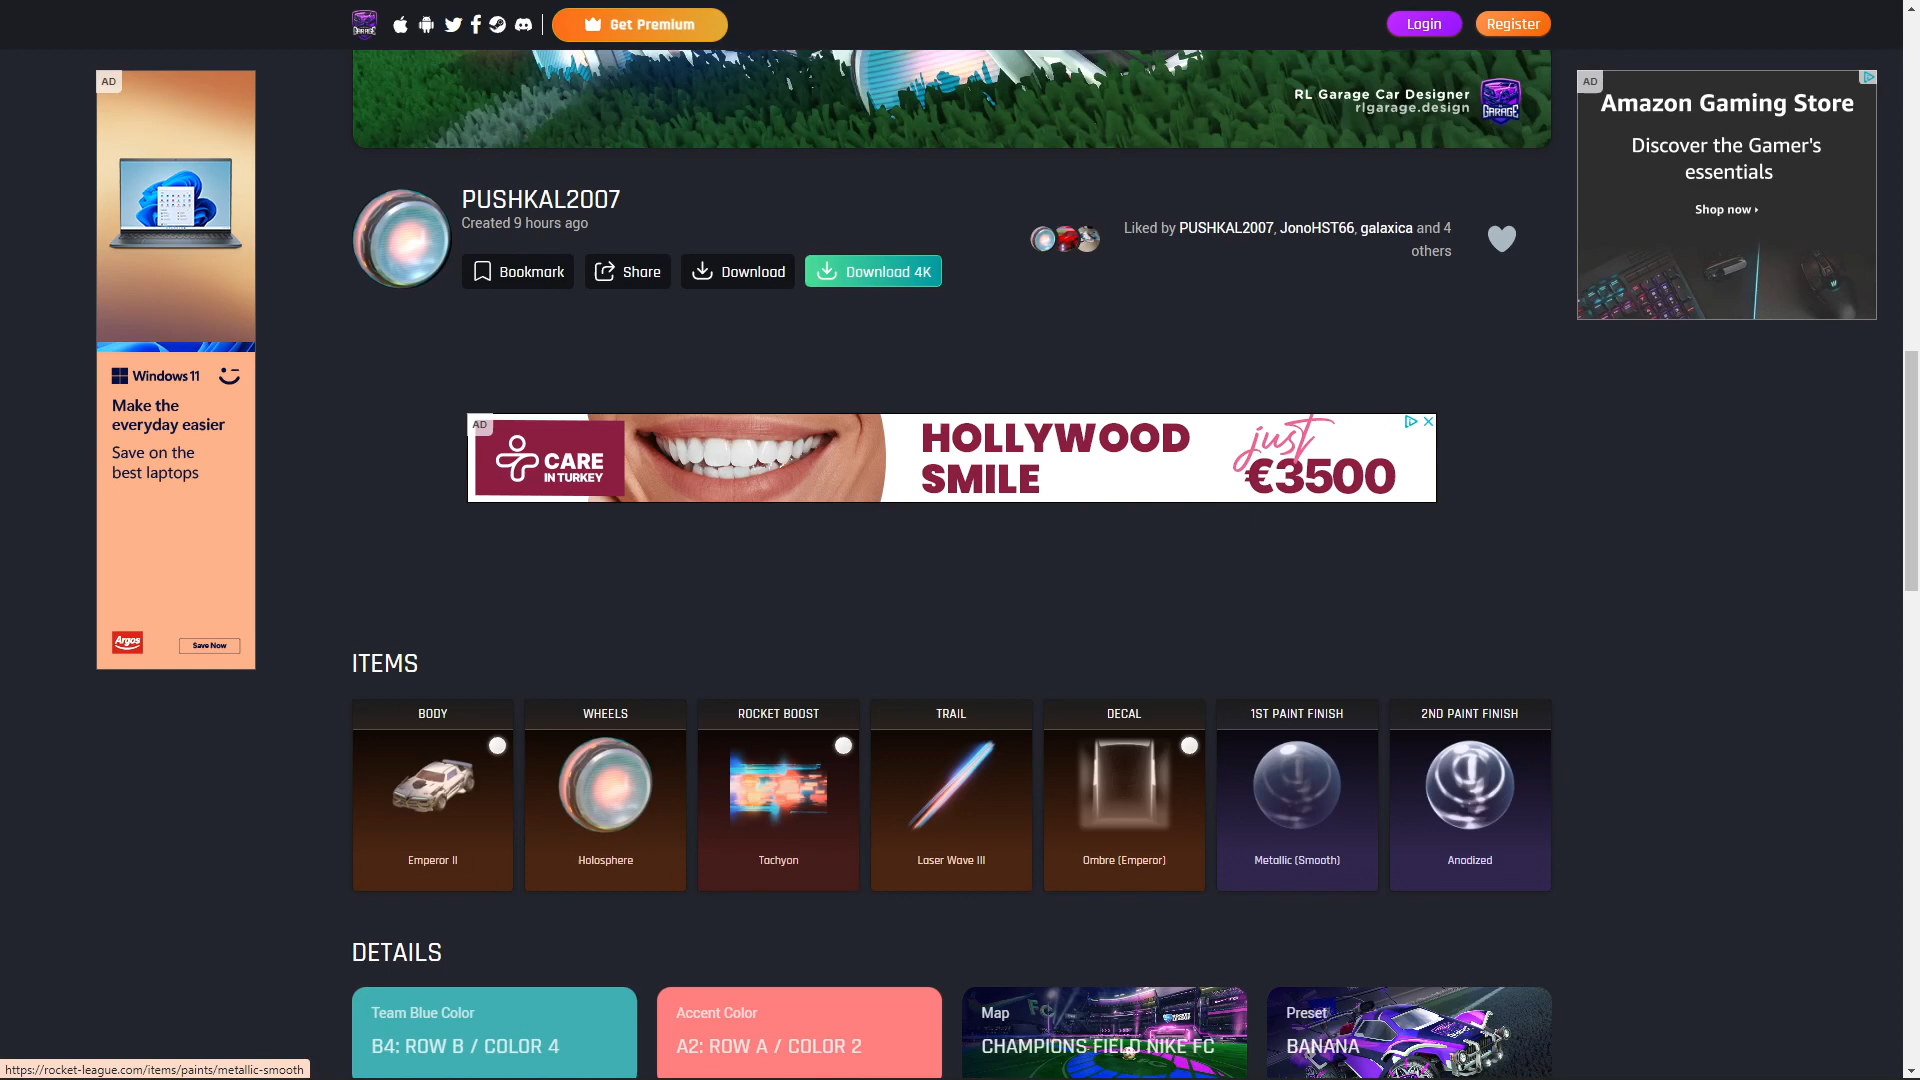 GARAGE
Get Premium
Login
Register
RL Garage Car Designer
rlgarage.design
GARAGE
AD
Windows 11
Make the
everyday easier
Save on the
best laptops
Argos
Save Now
AD
Amazon Gaming Store
Discover the Gamer's
essentials
Shop now
PUSHKAL2007
Created 9 hours ago
Bookmark
Share
Download
Download 4K
Liked by PUSHKAL2007, JonoHST66, galaxica and 4
others
AD
CARE
IN TURKEY
HOLLYWOOD
SMILE
just
€3500
ITEMS
BODY
Emperor II
WHEELS
Holosphere
ROCKET BOOST
Tachyon
TRAIL
Laser Wave III
DECAL
Ombre (Emperor)
1ST PAINT FINISH
Metallic (Smooth)
2ND PAINT FINISH
Anodized
DETAILS
Team Blue Color
B4: ROW B / COLOR 4
Accent Color
A2: ROW A / COLOR 2
Map
CHAMPIONS FIELD NIKE FC
Preset
BANANA
https://rocket-league.com/items/paints/metallic-smooth